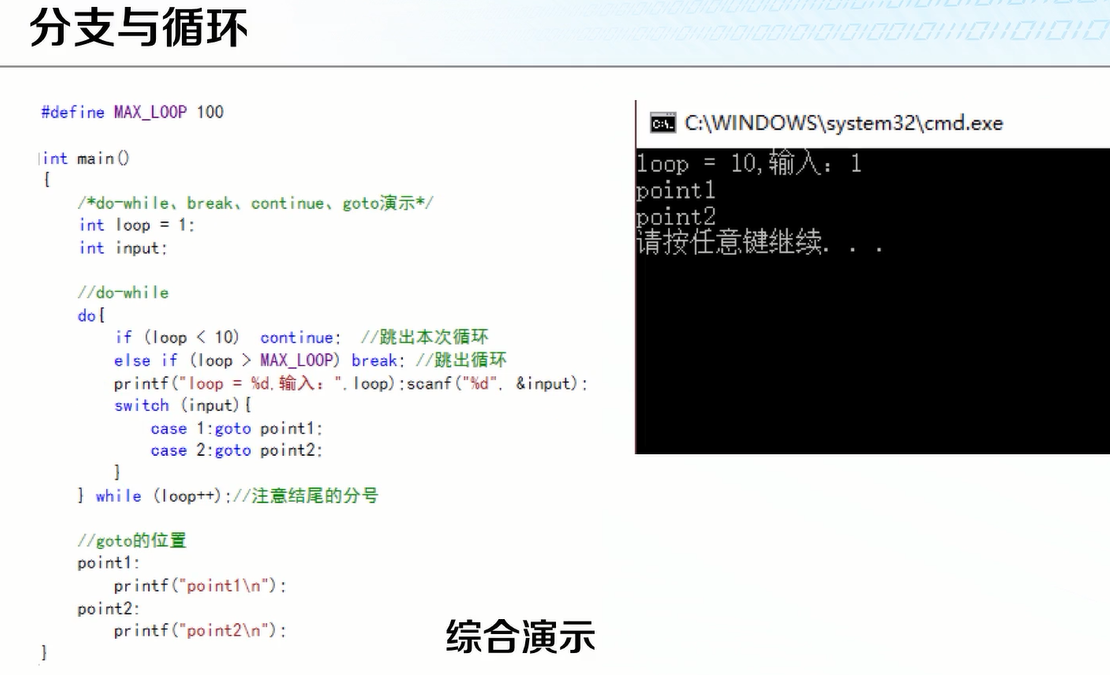 分支与循环
#define MAX_LOOP 100
int main()
{
/*do-while、break、continue、goto演示*/
int loop = 1;
int input;
//do-while
do{
if (loop < 10) continue; //跳出本次循环
else if (loop > MAX_LOOP) break; //跳出循环
printf("loop = %d,输入：",loop);scanf("%d", &input);
switch (input){
case 1:goto point1;
case 2:goto point2;
}
} while (loop++);//注意结尾的分号
//goto的位置
point1:
printf("point1\n");
point2:
printf("point2\n");
}
C:\WINDOWS\system32\cmd.exe
loop = 10,输入：1
point1
point2
请按任意键继续. . .
综合演示